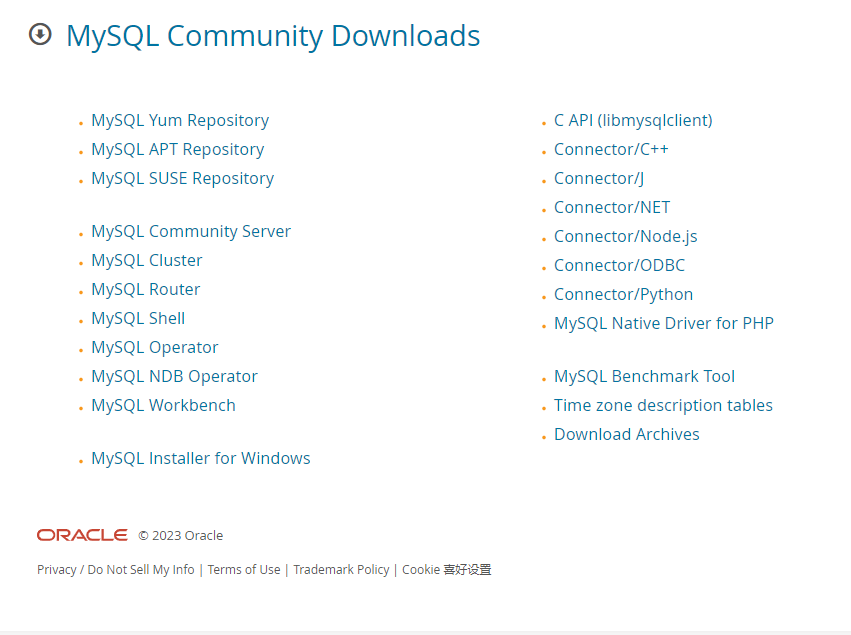 MySQL Community Downloads
MySQL Yum Repository
MySQL APT Repository
MySQL SUSE Repository
MySQL Community Server
MySQL Cluster
MySQL Router
MySQL Shell
MySQL Operator
MySQL NDB Operator
MySQL Workbench
MySQL Installer for Windows
C API (libmysqlclient)
Connector/C++
Connector/J
Connector/NET
Connector/Node.js
Connector/ODBC
Connector/Python
MySQL Native Driver for PHP
MySQL Benchmark Tool
Time zone description tables
Download Archives
ORACLE © 2023 Oracle
Privacy / Do Not Sell My Info | Terms of Use | Trademark Policy | Cookie 喜好设置